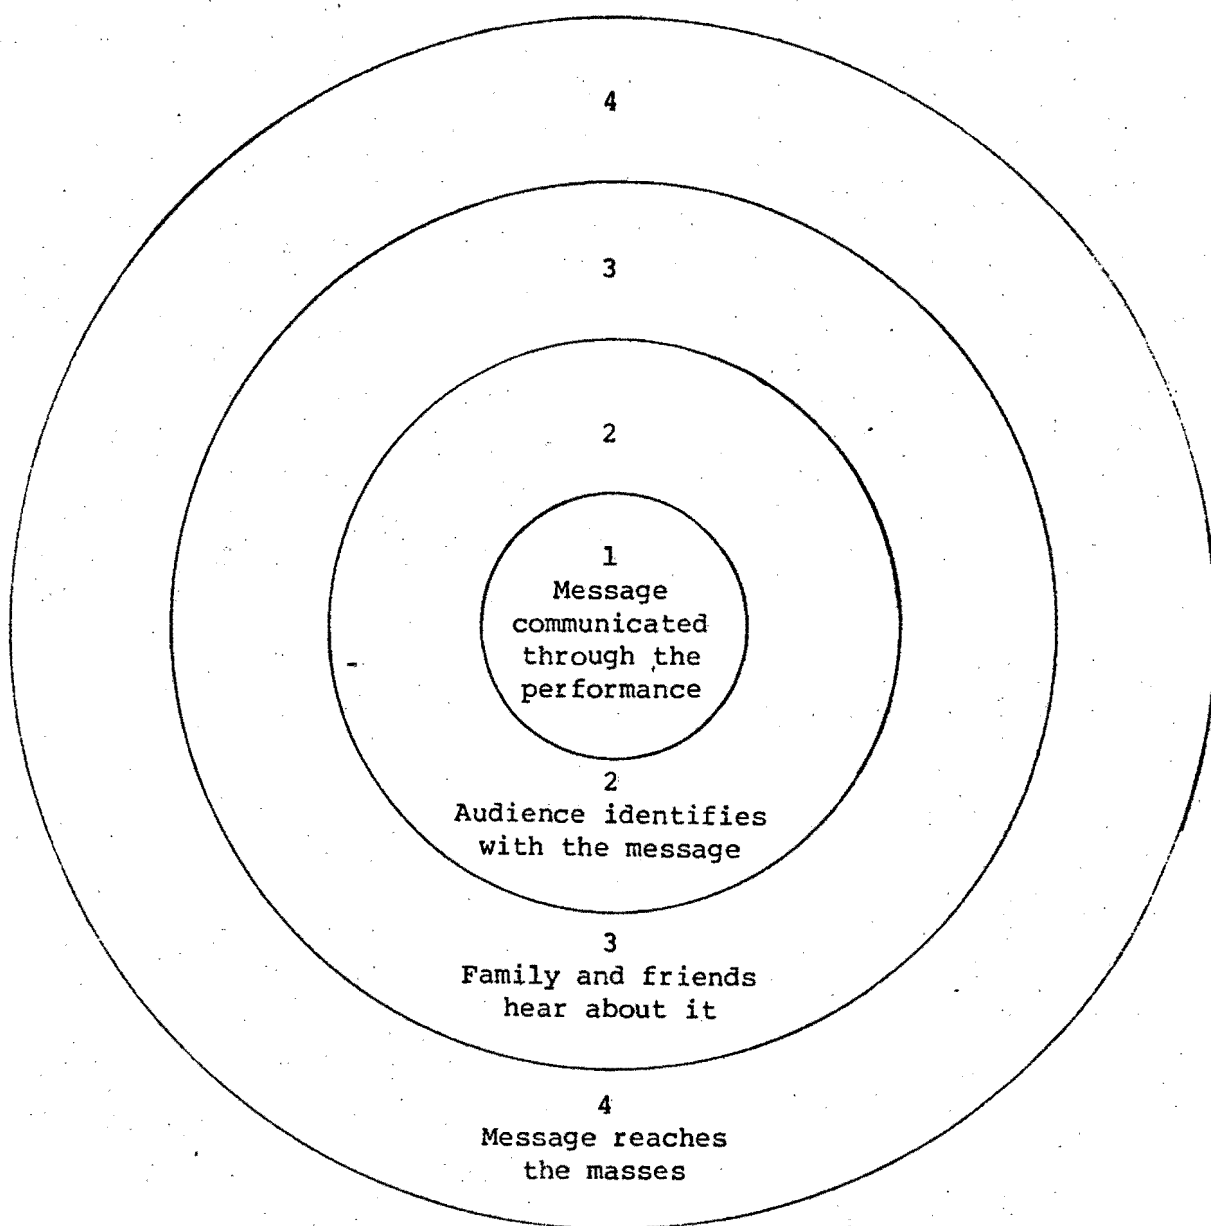 4
3
2
1
Message
communicated
through the
performance
2
Audience identifies
with the message
3
Family and friends
hear about it
4
Message reaches
the masses